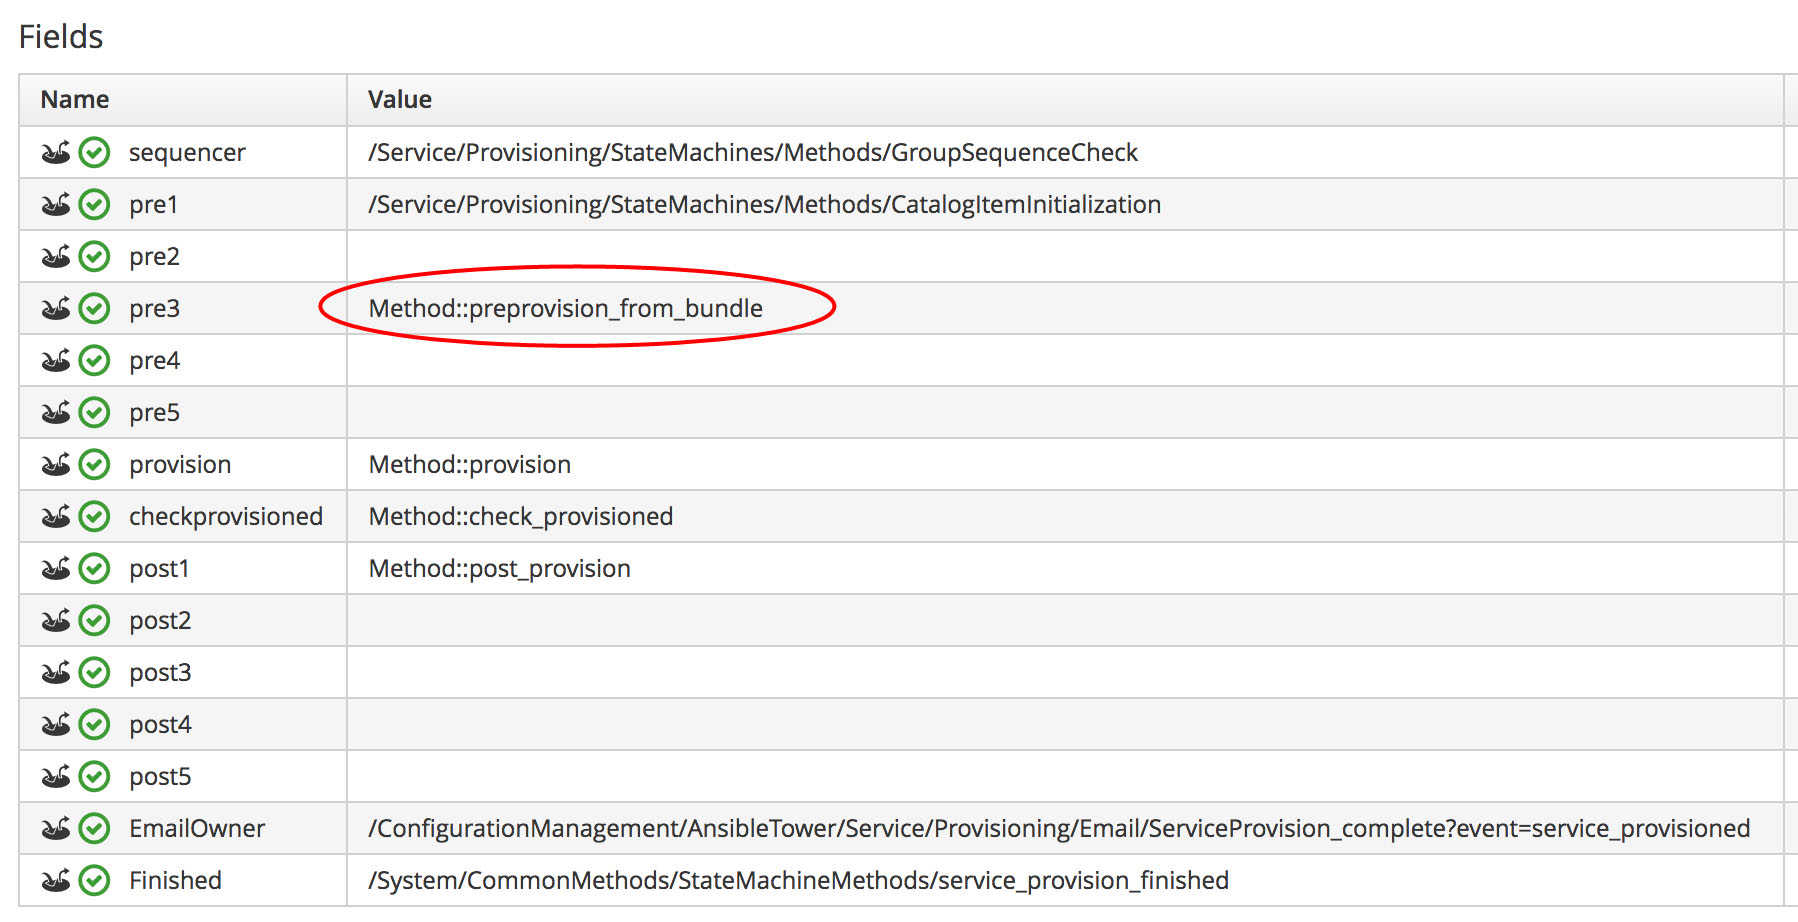 Fields
Name Value
sequencer /Service/Provisioning/StateMachines/Methods/GroupSequenceCheck
pre1 /Service/Provisioning/StateMachines/Methods/CatalogItemInitialization
pre2
pre3 Method::preprovision_from_bundle
pre4
pre5
provision Method::provision
checkprovisioned Method::check_provisioned
post1 Method::post_provision
post2
post3
post4
post5
EmailOwner /ConfigurationManagement/AnsibleTower/Service/Provisioning/Email/ServiceProvision_complete?event=service_provisioned
Finished /System/CommonMethods/StateMachineMethods/service_provision_finished